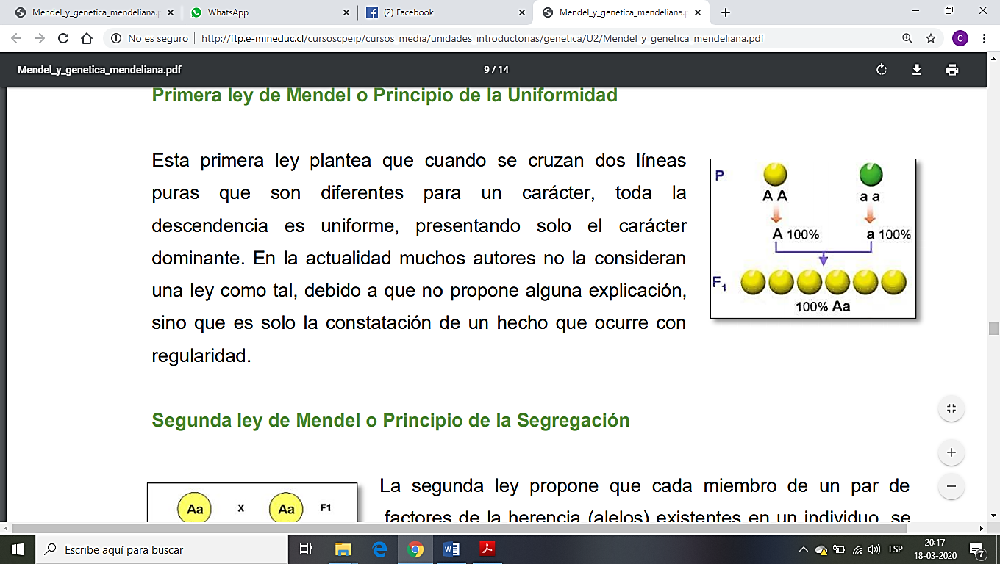 Mendel_y_genetica_mendeliana.p
WhatsApp
(2) Facebook
Mendel_y_genetica_mendeliana.p
No es seguro
http://ftp.e-mineduc.cl/cursoscpeip/cursos_media/unidades_introductorias/genetica/U2/Mendel_y_genetica_mendeliana.pdf
C
Mendel_y_genetica_mendeliana.pdf
9 / 14
Primera ley de Mendel o Principio de la Uniformidad
Esta primera ley plantea que cuando se cruzan dos líneas
puras que son diferentes para un carácter, toda la
descendencia es uniforme, presentando solo el carácter
dominante. En la actualidad muchos autores no la consideran
una ley como tal, debido a que no propone alguna explicación,
sino que es solo la constatación de un hecho que ocurre con
regularidad.
P
A A
a a
A 100%
a 100%
F1
100% Aa
Segunda ley de Mendel o Principio de la Segregación
Aa
X
Aa
F1
La segunda ley propone que cada miembro de un par de
factores de la herencia (alelos) existentes en un individuo, se
Escribe aquí para buscar
ESP
20:17
18-03-2020
7